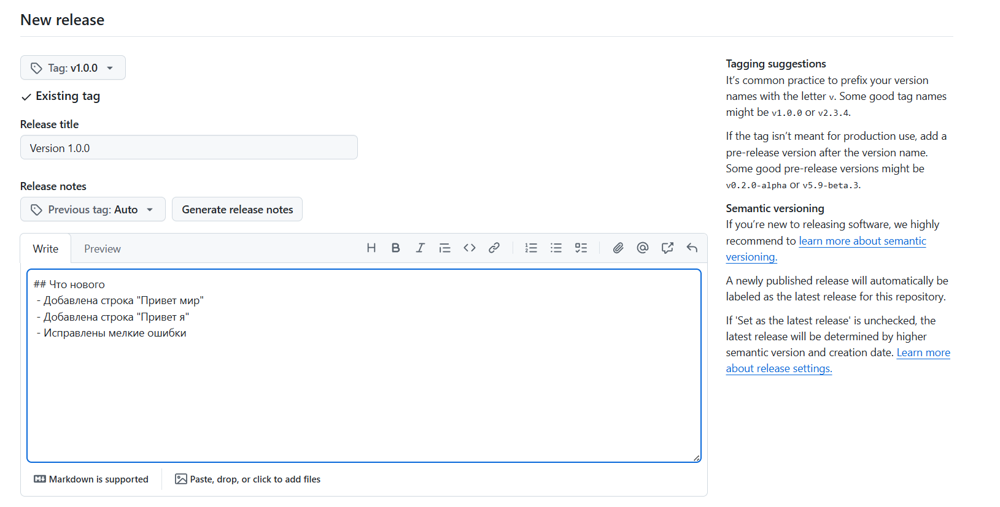 New release
Tag: v1.0.0
Existing tag
Release title
Version 1.0.0
Release notes
Previous tag: Auto
Generate release notes
Write
Preview
## Что нового
- Добавлена строка "Привет мир"
- Добавлена строка "Привет я"
- Исправлены мелкие ошибки
Markdown is supported
Paste, drop, or click to add files
Tagging suggestions
It’s common practice to prefix your version
names with the letter v. Some good tag names
might be v1.0.0 or v2.3.4.
If the tag isn’t meant for production use, add a
pre-release version after the version name.
Some good pre-release versions might be
v0.2.0-alpha or v5.9-beta.3.
Semantic versioning
If you’re new to releasing software, we highly
recommend to learn more about semantic
versioning.
A newly published release will automatically be
labeled as the latest release for this repository.
If 'Set as the latest release' is unchecked, the
latest release will be determined by higher
semantic version and creation date. Learn more
about release settings.